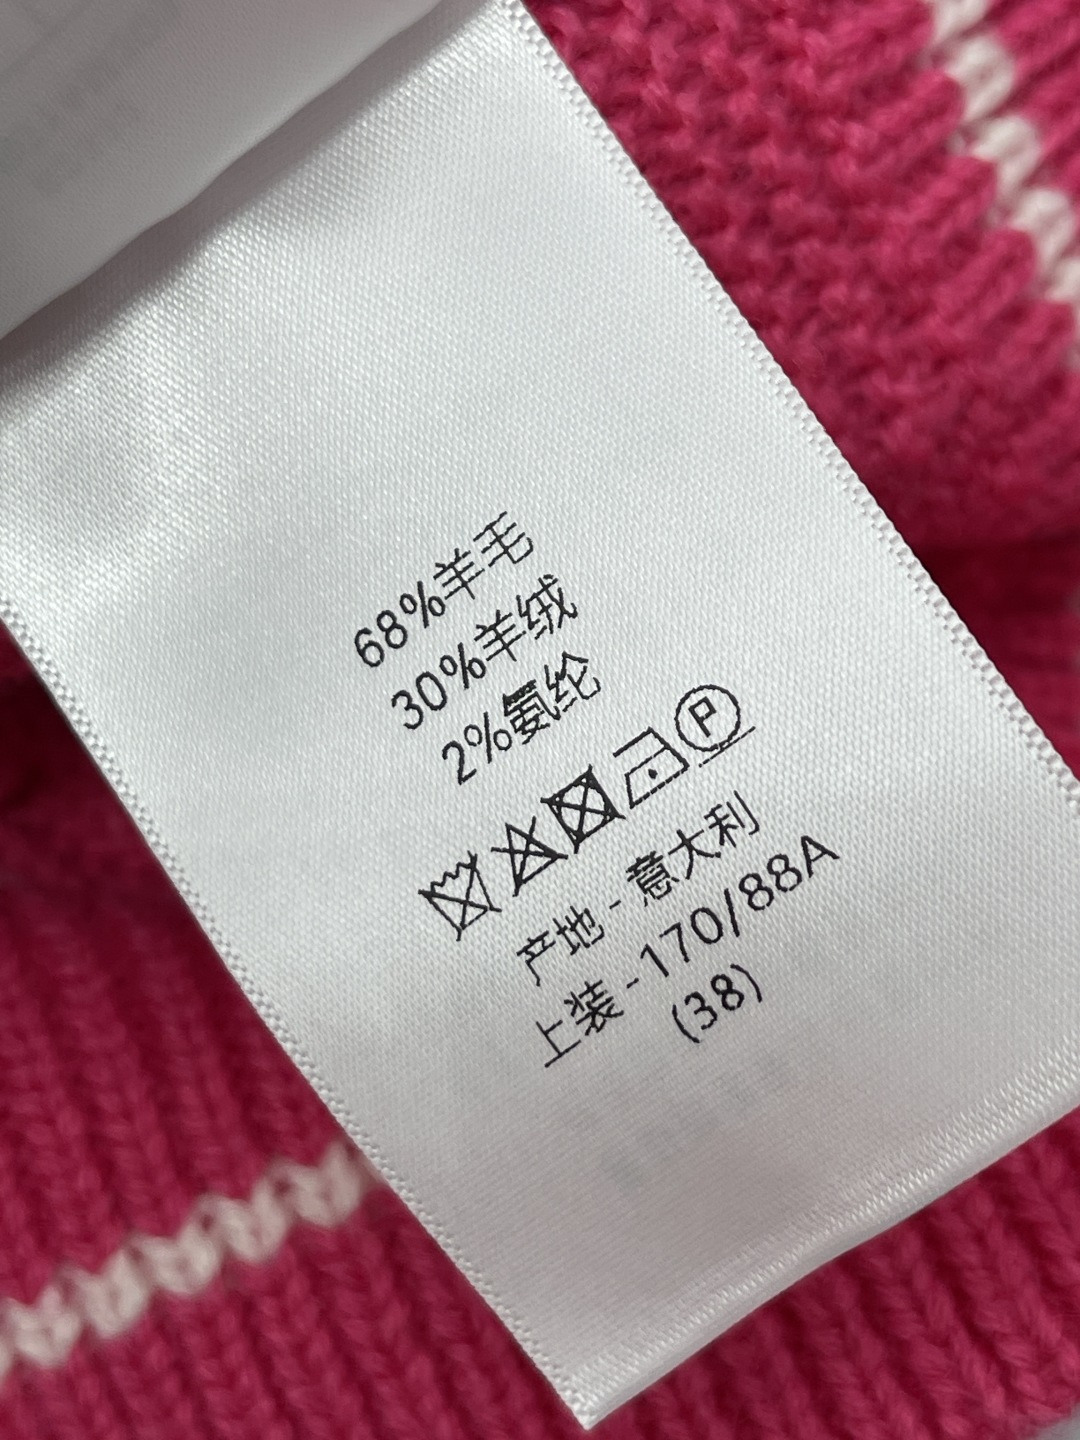 68%羊毛
30%羊绒
2%氨纶
P
产地 - 意大利
上装 - 170/88A
(38)